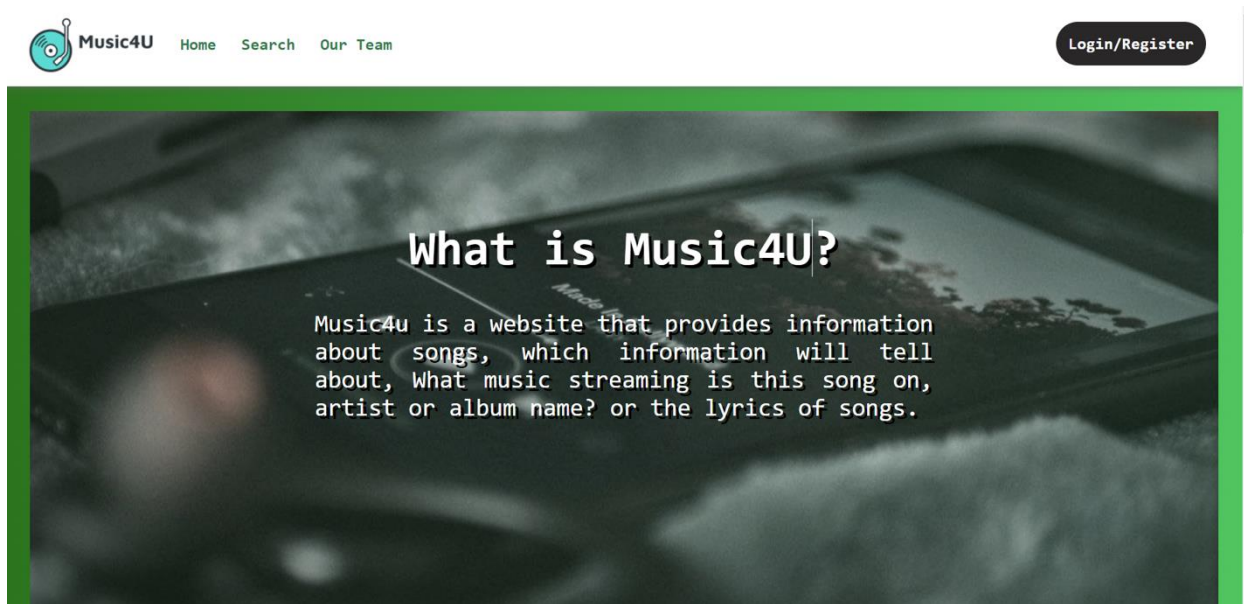 Music4U
Home Search Our Team
Login/Register
What is Music4U?
Music4u is a website that provides information
about songs, which information will tell
about, What music streaming is this song on,
artist or album name? or the lyrics of songs.